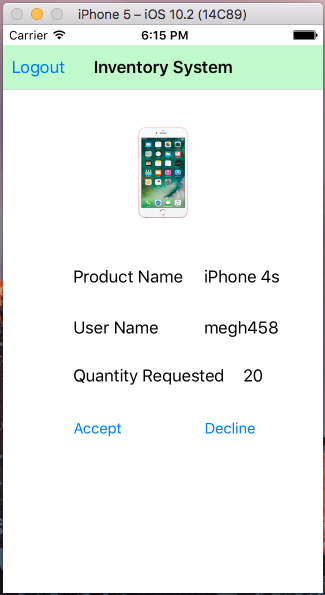 iPhone 5 – iOS 10.2 (14C89)
Carrier 6:15 PM
Logout Inventory System
Product Name iPhone 4s
User Name megh458
Quantity Requested 20
Accept Decline